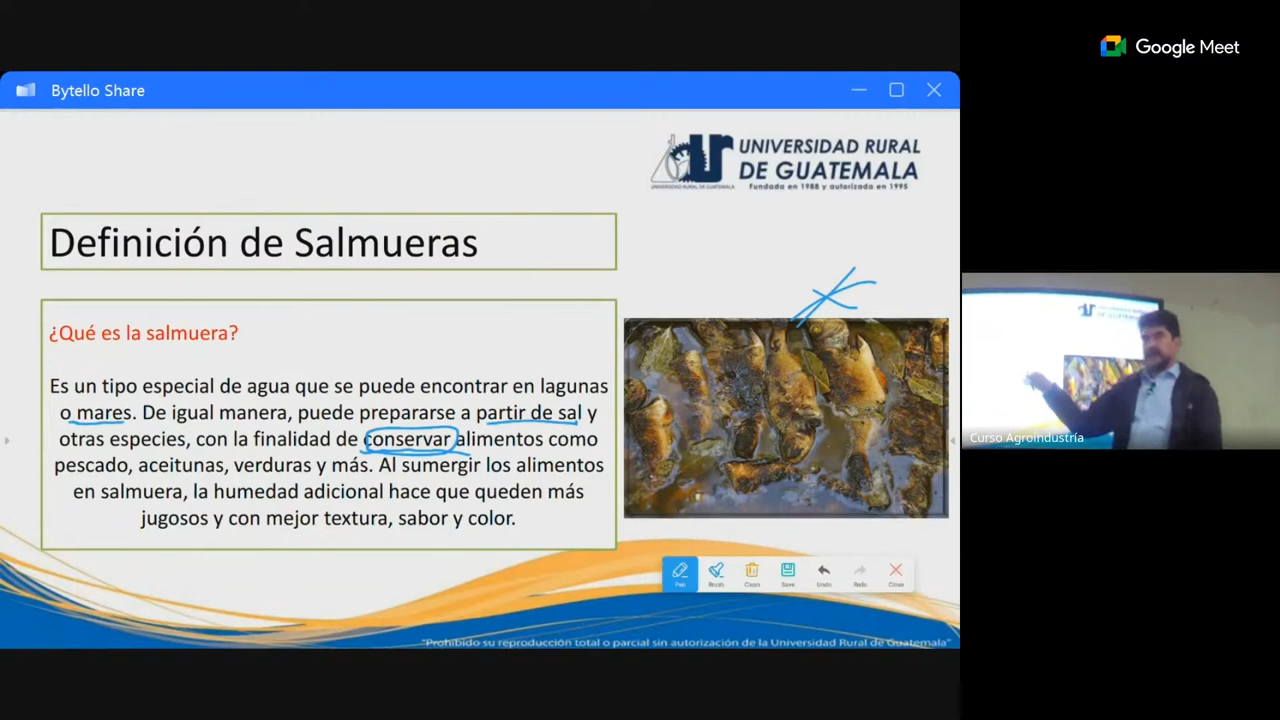 Google Meet
Bytello Share
UNIVERSIDAD RURAL
DE GUATEMALA
Fundada en 1988 y autorizada en 1995
UNIVERSIDAD RURAL DE GUATEMALA
Definición de Salmueras
¿Qué es la salmuera?
Es un tipo especial de agua que se puede encontrar en lagunas
o mares. De igual manera, puede prepararse a partir de sal y
otras especies, con la finalidad de conservar alimentos como
pescado, aceitunas, verduras y más. Al sumergir los alimentos
en salmuera, la humedad adicional hace que queden más
jugosos y con mejor textura, sabor y color.
Curso Agroindustría
Pen Brush Clean Save Undo Redo Close
"Prohibido su reproducción total o parcial sin autorización de la Universidad Rural de Guatemala"